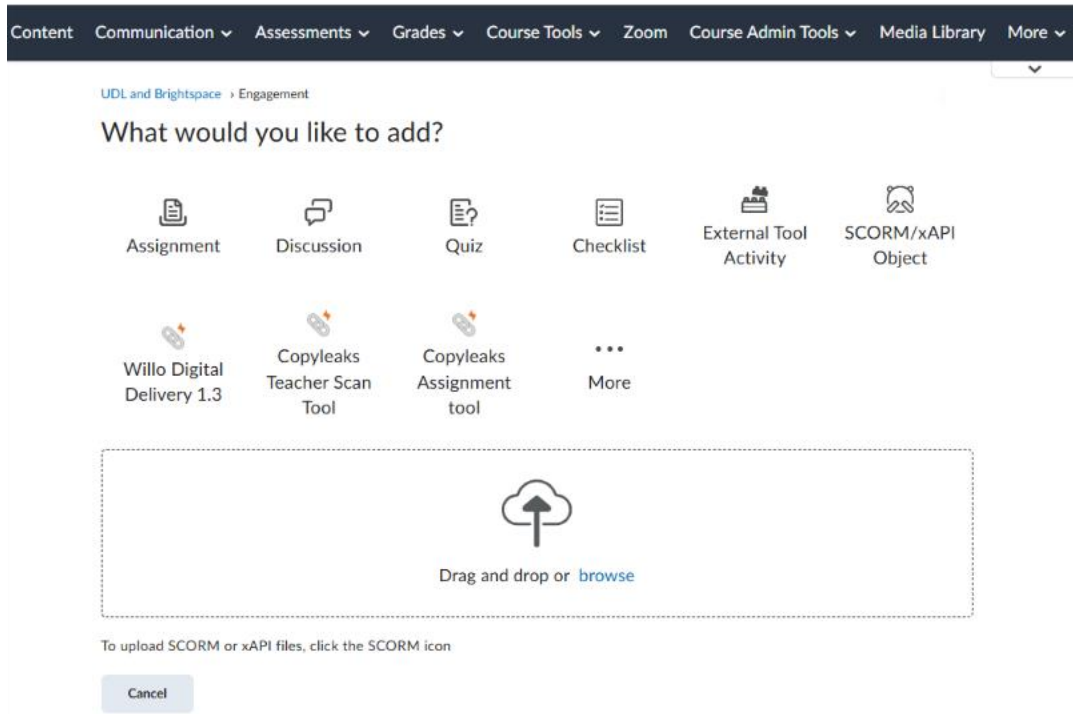 Content Communication Assessments Grades Course Tools Zoom Course Admin Tools Media Library More
UDL and Brightspace › Engagement
What would you like to add?
Assignment
Discussion
Quiz
Checklist
External Tool
Activity
SCORM/xAPI
Object
Willo Digital
Delivery 1.3
Copyleaks
Teacher Scan
Tool
Copyleaks
Assignment
tool
More
Drag and drop or browse
To upload SCORM or xAPI files, click the SCORM icon
Cancel